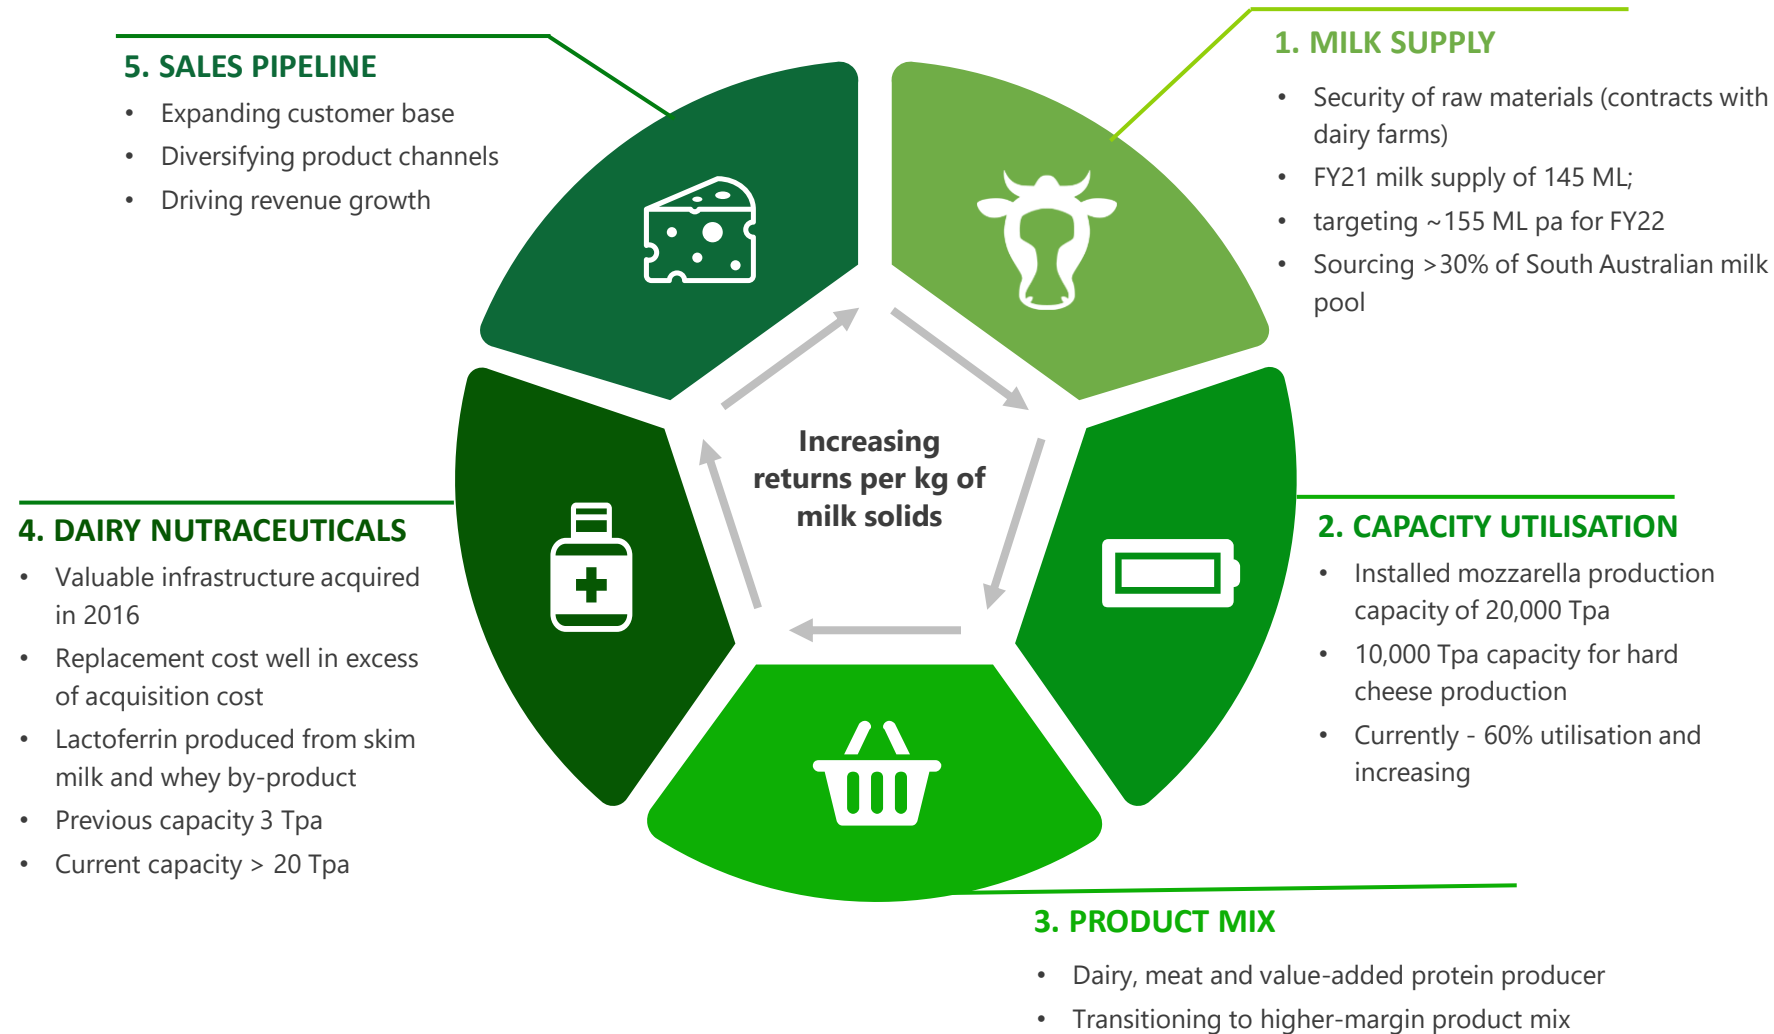 1. MILK SUPPLY
• Security of raw materials (contracts with
dairy farms)
• FY21 milk supply of 145 ML;
• targeting ~155 ML pa for FY22
• Sourcing >30% of South Australian milk
pool
2. CAPACITY UTILISATION
• Installed mozzarella production
capacity of 20,000 Tpa
• 10,000 Tpa capacity for hard
cheese production
• Currently - 60% utilisation and
increasing
3. PRODUCT MIX
• Dairy, meat and value-added protein producer
• Transitioning to higher-margin product mix
4. DAIRY NUTRACEUTICALS
• Valuable infrastructure acquired
in 2016
• Replacement cost well in excess
of acquisition cost
• Lactoferrin produced from skim
milk and whey by-product
• Previous capacity 3 Tpa
• Current capacity > 20 Tpa
5. SALES PIPELINE
• Expanding customer base
• Diversifying product channels
• Driving revenue growth
Increasing
returns per kg of
milk solids